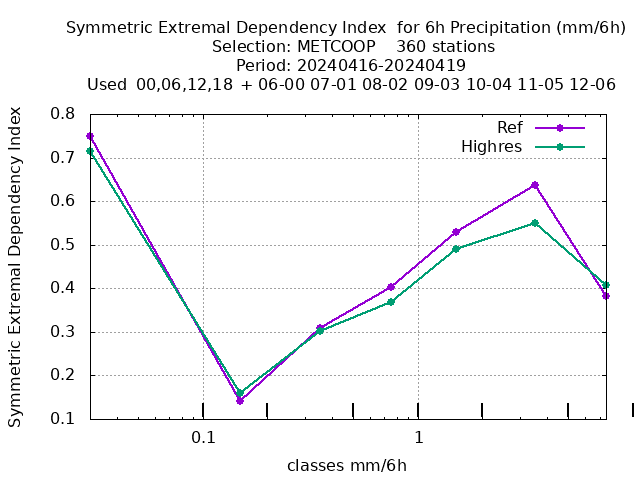 Symmetric Extremal Dependency Index  for 6h Precipitation (mm/6h)
Selection: METCOOP    360 stations
Period: 20240416-20240419
Used  00,06,12,18  + 06-00 07-01 08-02 09-03 10-04 11-05 12-06
Symmetric Extremal Dependency Index
0.8
0.7
0.6
0.5
0.4
0.3
0.2
0.1
Ref
Highres
0.1
1
classes mm/6h